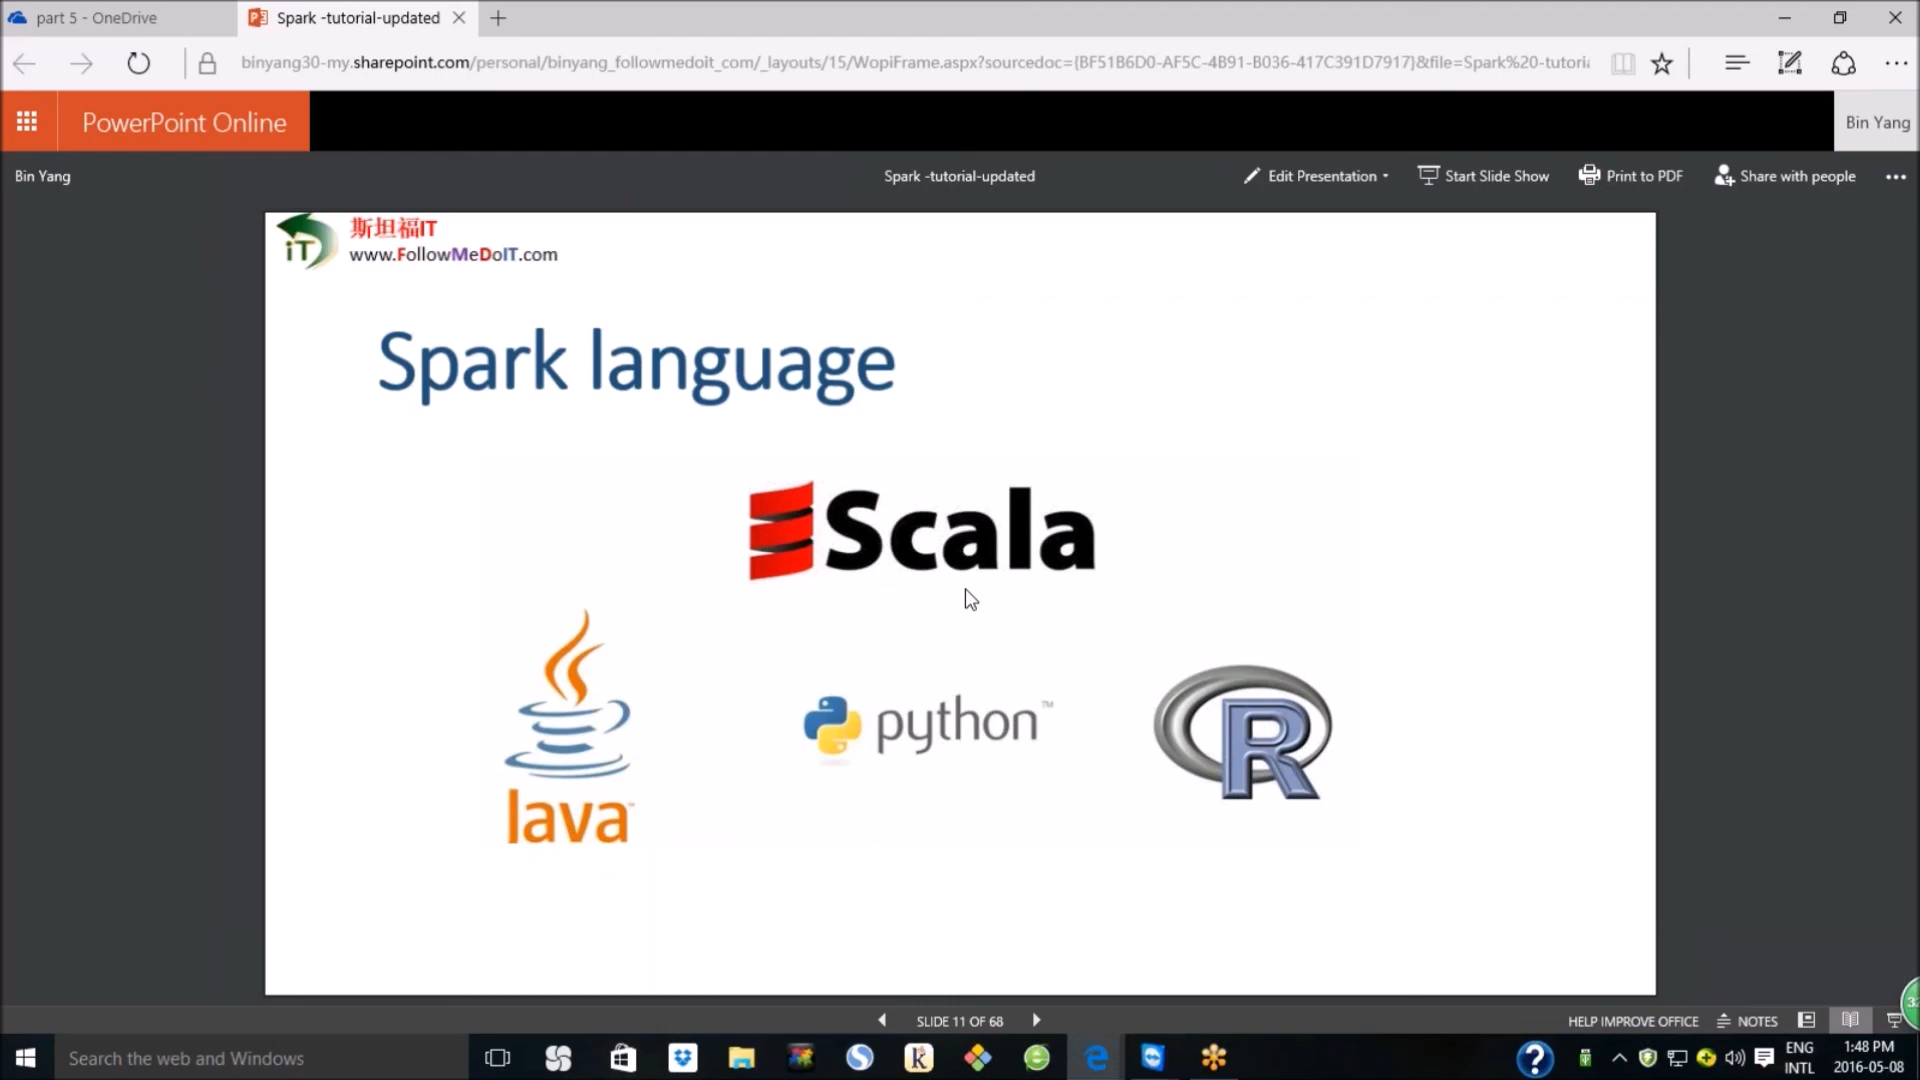 part 5 - OneDrive
Spark -tutorial-updated
binyang30-my.sharepoint.com/personal/binyang_followmedoit_com/_layouts/15/WopiFrame.aspx?sourcedoc={BF51B6D0-AF5C-4B91-B036-417C391D7917}&file=Spark%20-tutoria
PowerPoint Online
Bin Yang
Bin Yang
Spark -tutorial-updated
Edit Presentation
Start Slide Show
Print to PDF
Share with people
斯坦福IT
iT
www.FollowMeDoIT.com
Spark language
Scala
Java
python™
R
SLIDE 11 OF 68
HELP IMPROVE OFFICE
NOTES
Search the web and Windows
ENG
INTL
1:48 PM
2016-05-08